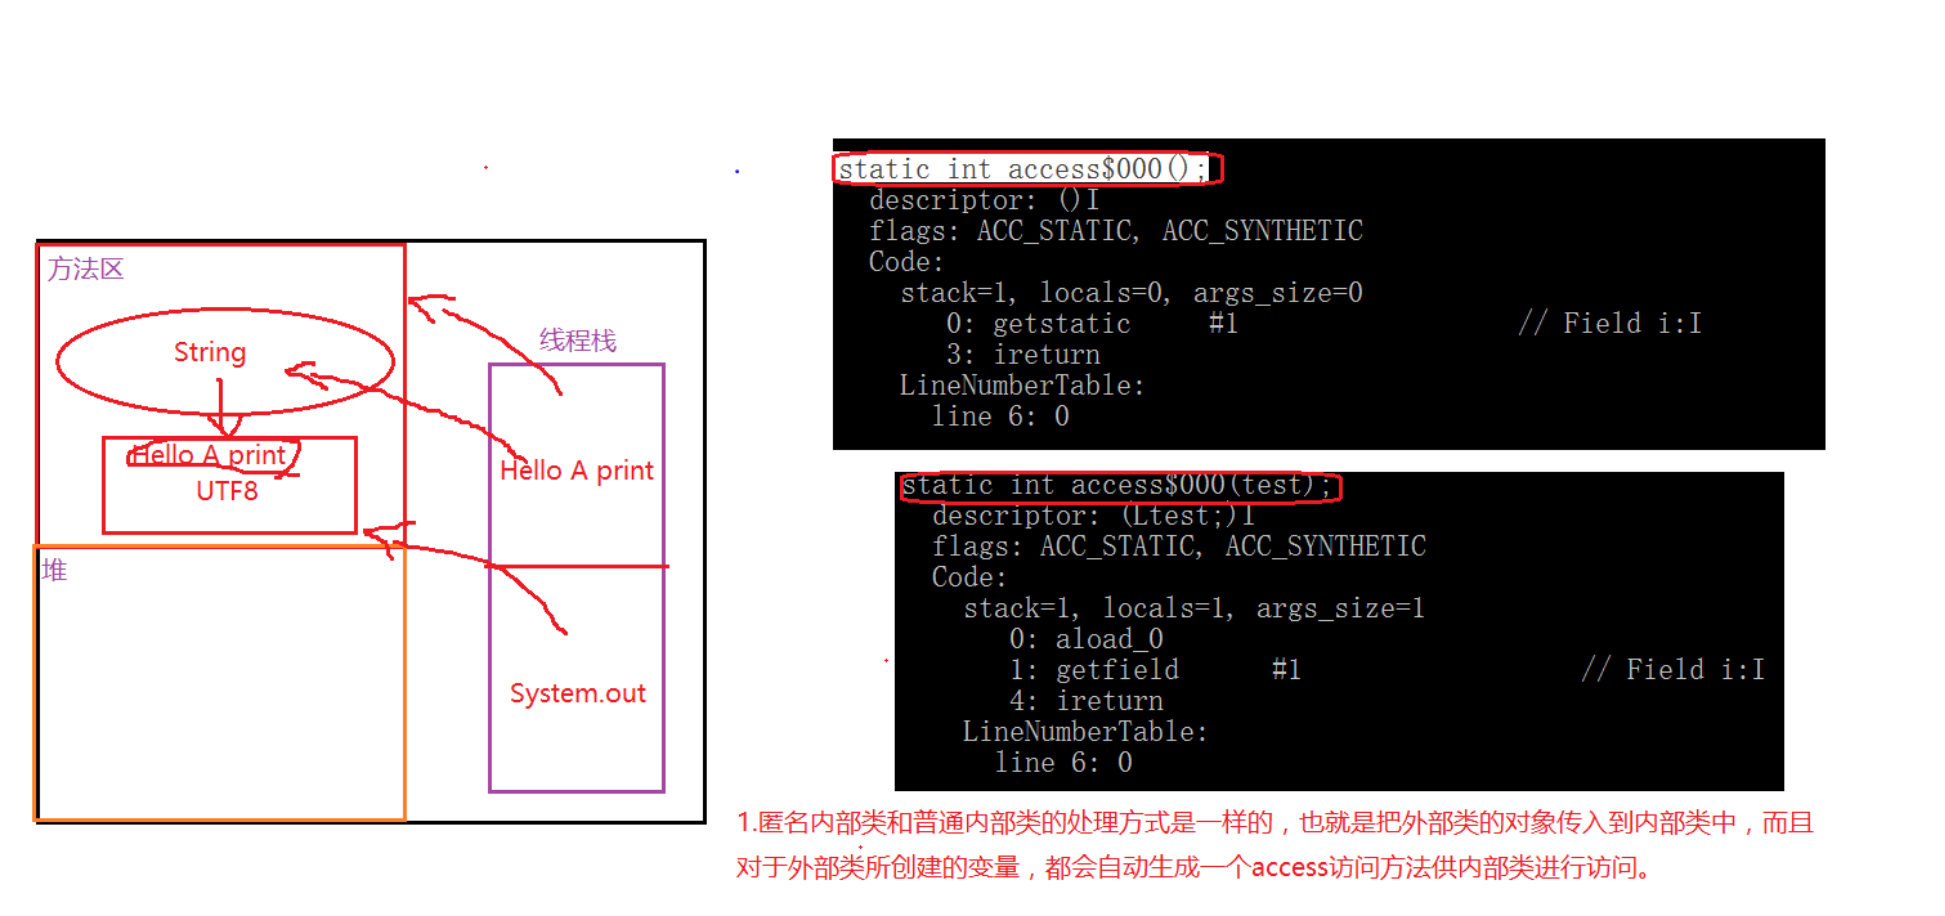 方法区
String
Hello A print
UTF8
堆
线程栈
Hello A print
System.out
static int access$000();
descriptor: ()I
flags: ACC_STATIC, ACC_SYNTHETIC
Code:
stack=1, locals=0, args_size=0
0: getstatic #1 // Field i:I
3: ireturn
LineNumberTable:
line 6: 0
static int access$000(test);
descriptor: (Ltest;)I
flags: ACC_STATIC, ACC_SYNTHETIC
Code:
stack=1, locals=1, args_size=1
0: aload_0
1: getfield #1 // Field i:I
4: ireturn
LineNumberTable:
line 6: 0
1.匿名内部类和普通内部类的处理方式是一样的，也就是把外部类的对象传入到内部类中，而且
对于外部类所创建的变量，都会自动生成一个access访问方法供内部类进行访问。